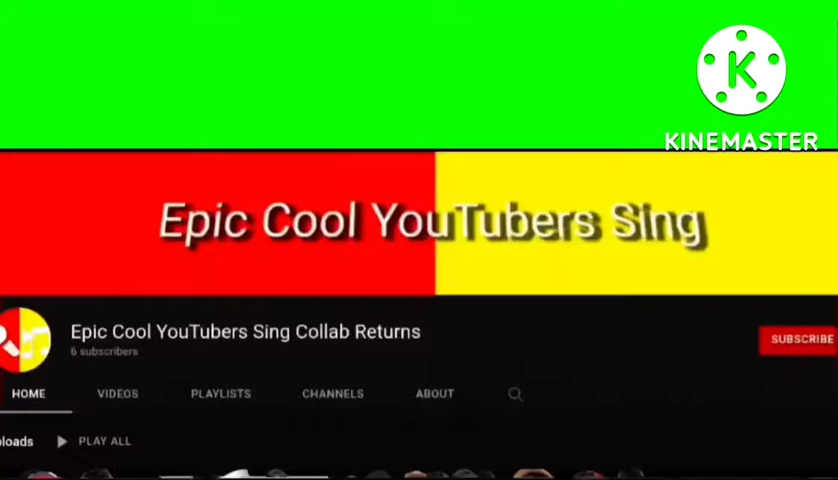 K
KINEMASTER
Epic Cool YouTubers Sing
Epic Cool YouTubers Sing Collab Returns
6 subscribers
SUBSCRIBE
HOME VIDEOS PLAYLISTS CHANNELS ABOUT
ploads PLAY ALL